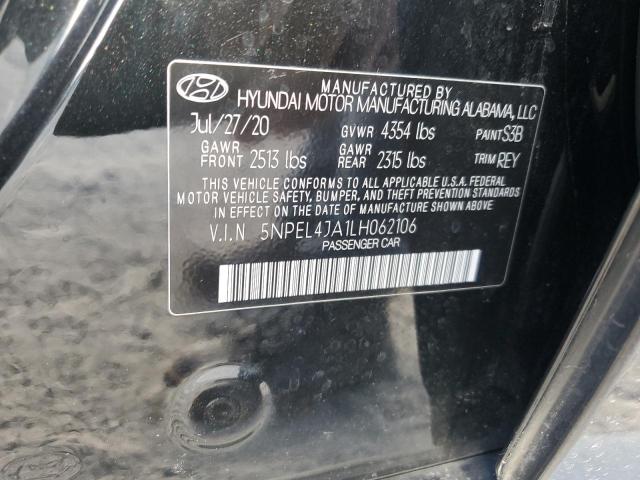 MANUFACTURED BY
HYUNDAI MOTOR MANUFACTURING ALABAMA, LLC
Jul/27/20 GVWR 4354 lbs PAINT S3B
GAWR FRONT 2513 lbs GAWR REAR 2315 lbs TRIM REY
THIS VEHICLE CONFORMS TO ALL APPLICABLE U.S.A. FEDERAL
MOTOR VEHICLE SAFETY, BUMPER, AND THEFT PREVENTION STANDARDS
IN EFFECT ON THE DATE OF MANUFACTURE SHOWN ABOVE.
V.I.N 5NPEL4JA1LH062106
PASSENGER CAR